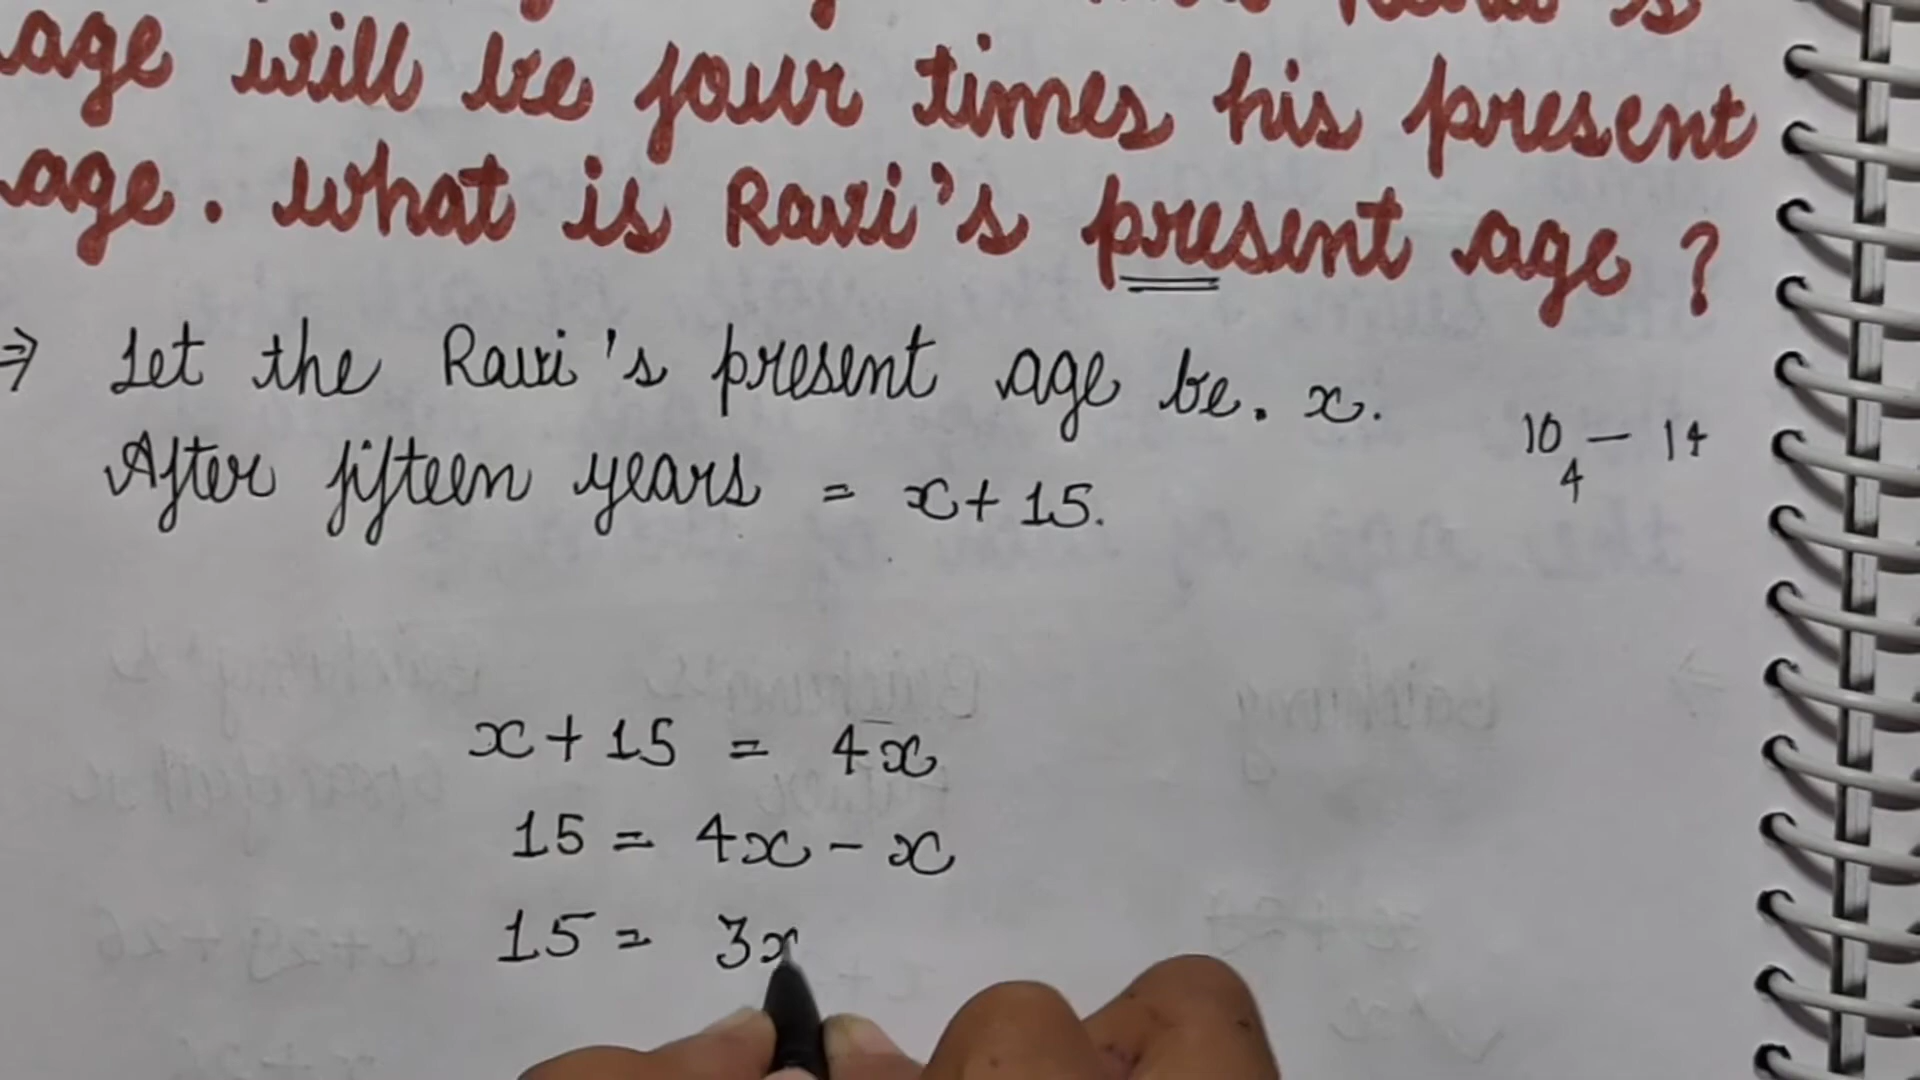 age will be four times his present
age. what is Ravi's present age?
⇒ Let the Ravi's present age be. x.
After fifteen years = x+15.
10 - 14
4
x+15 = 4x
15 = 4x - x
15 = 3x